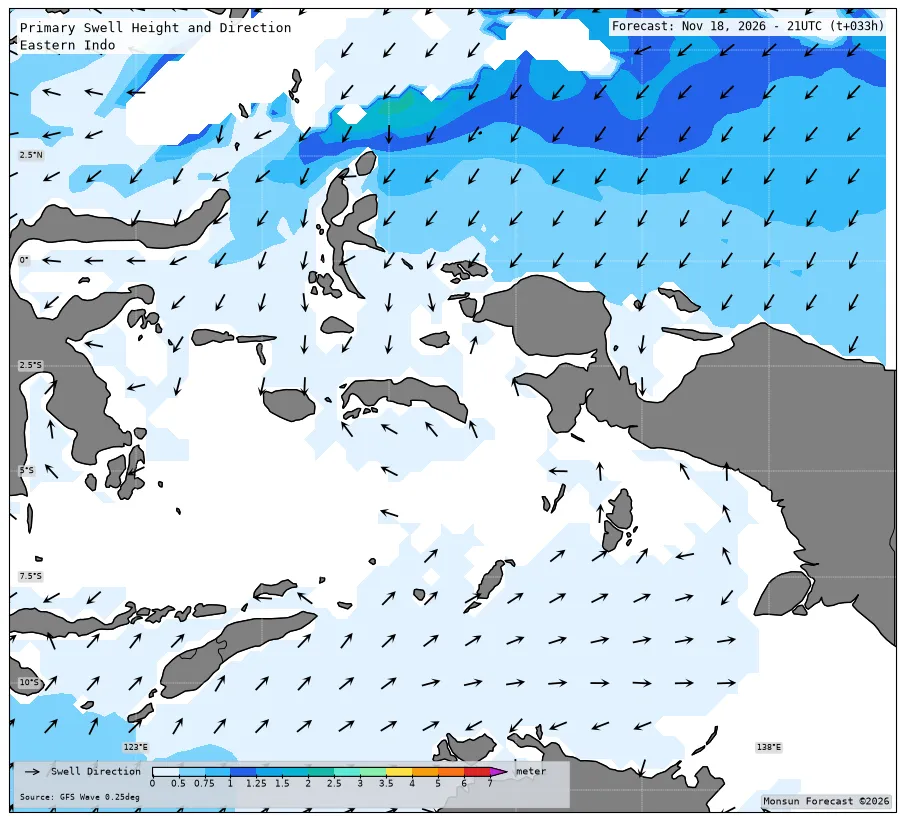 Primary Swell Height and Direction
Eastern Indo
Forecast: Nov 18, 2026 - 21UTC (t+033h)
2.5°N
0°
2.5°S
5°S
7.5°S
10°S
123°E
138°E
Swell Direction
0 0.5 0.75 1 1.25 1.5 2 2.5 3 3.5 4 5 6 7
meter
Source: GFS Wave 0.25deg
Monsun Forecast ©2026